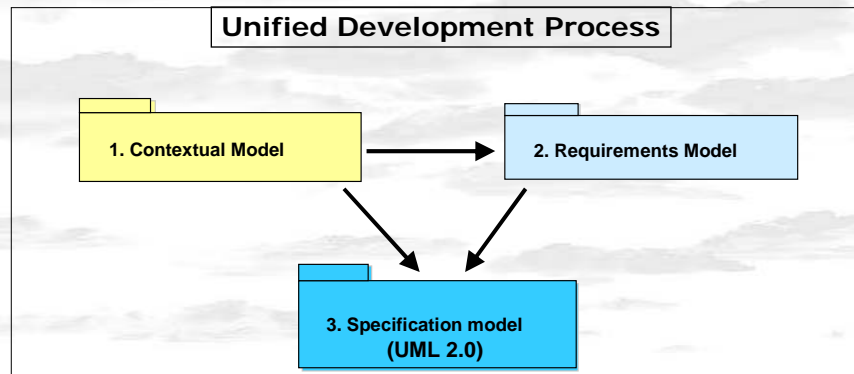 Unified Development Process
1. Contextual Model
2. Requirements Model
3. Specification model
(UML 2.0)